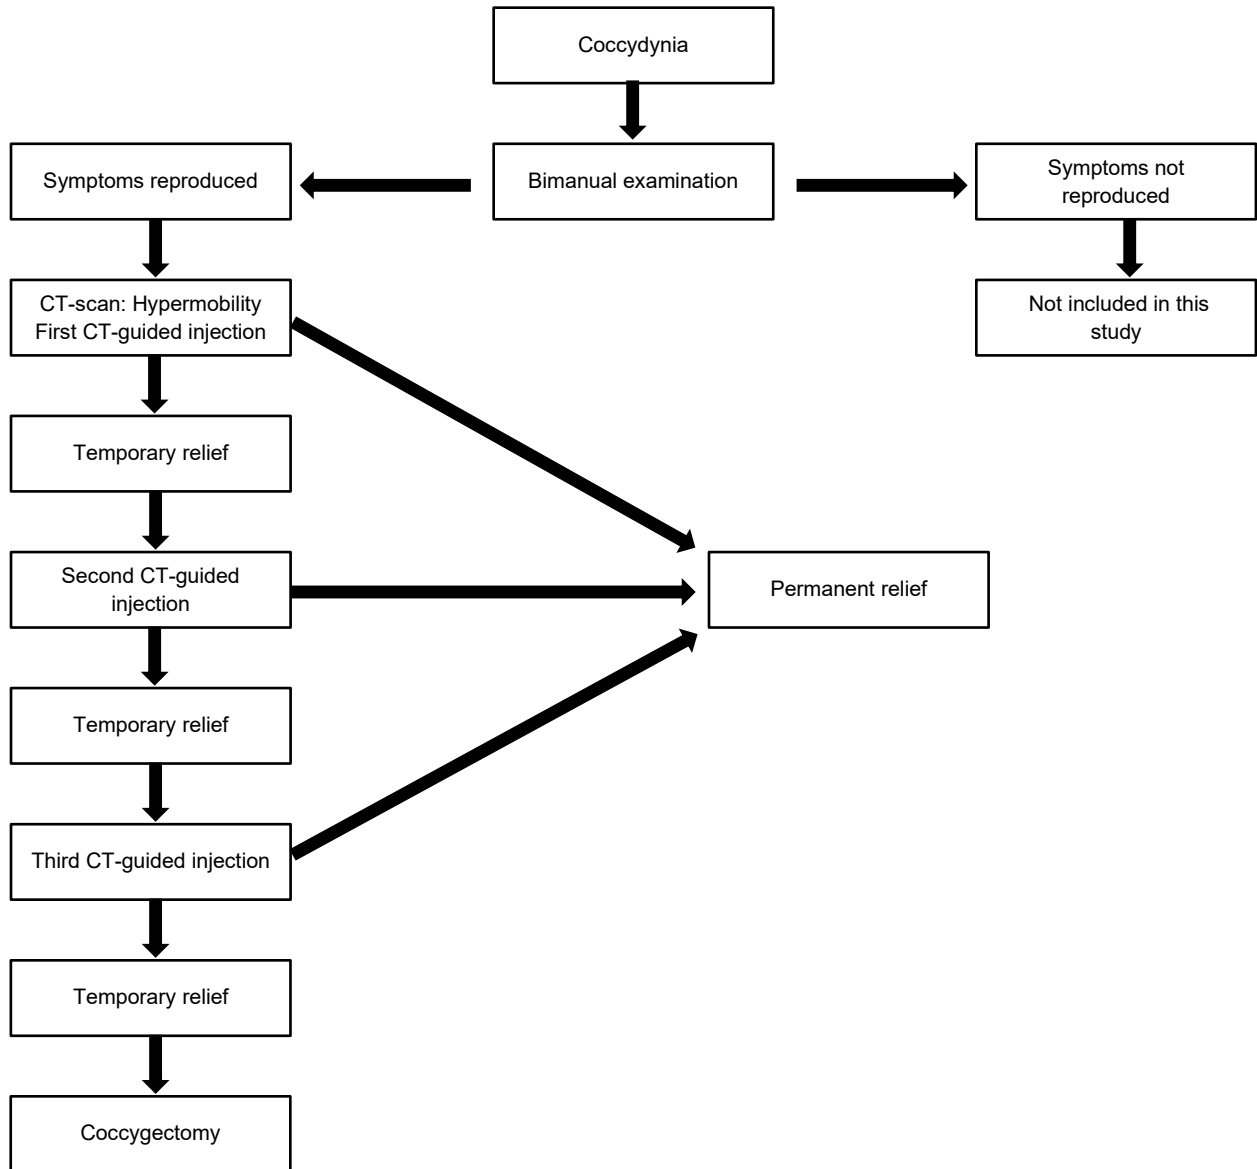 Coccydynia
Symptoms reproduced
Bimanual examination
Symptoms not
reproduced
CT-scan: Hypermobility
First CT-guided injection
Not included in this
study
Temporary relief
Second CT-guided
injection
Permanent relief
Temporary relief
Third CT-guided injection
Temporary relief
Coccygectomy